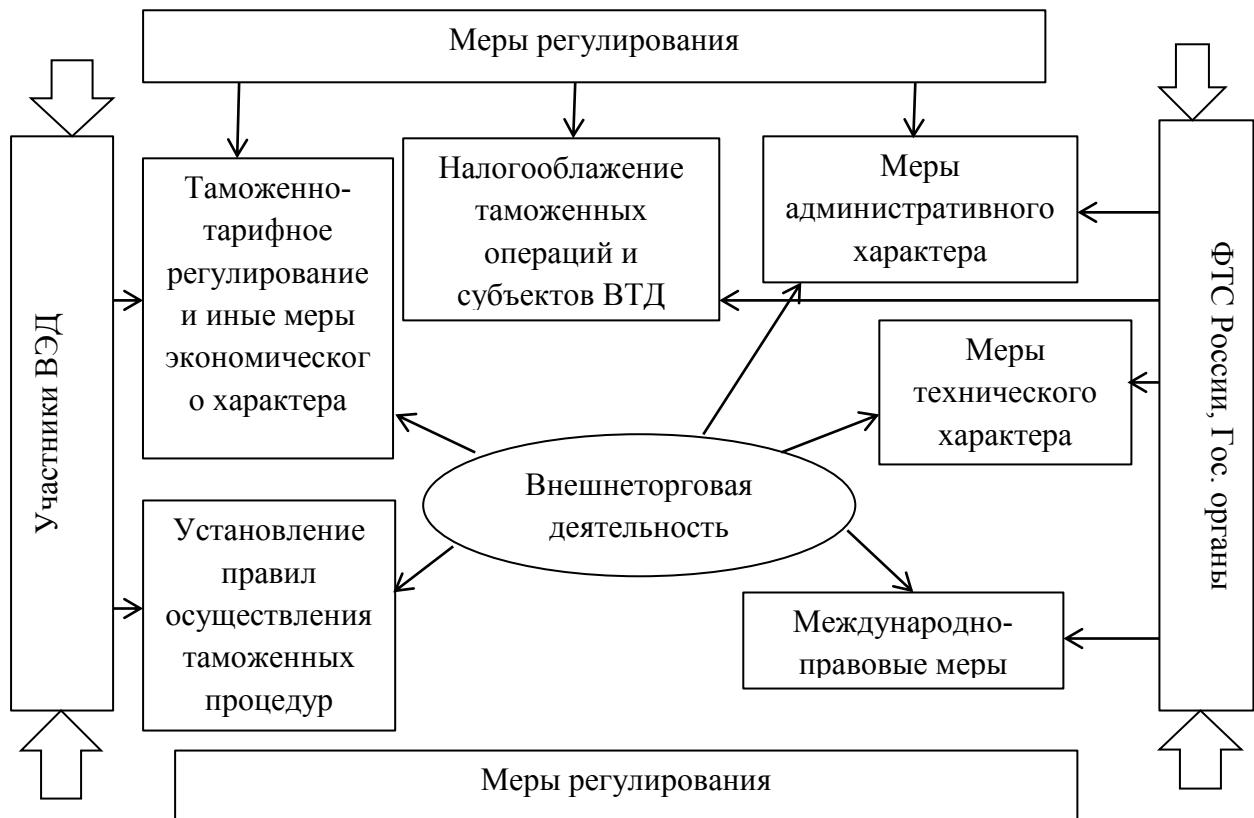 Меры регулирования
Участники ВЭД
Таможенно-
тарифное
регулирование
и иные меры
экономическог
о характера
Налогооблажение
таможенных
операций и
субъектов ВТД
Меры
административного
характера
ФТС России, Гос. органы
Меры
технического
характера
Внешнеторговая
деятельность
Установление
правил
осуществления
таможенных
процедур
Международно-
правовые меры
Меры регулирования